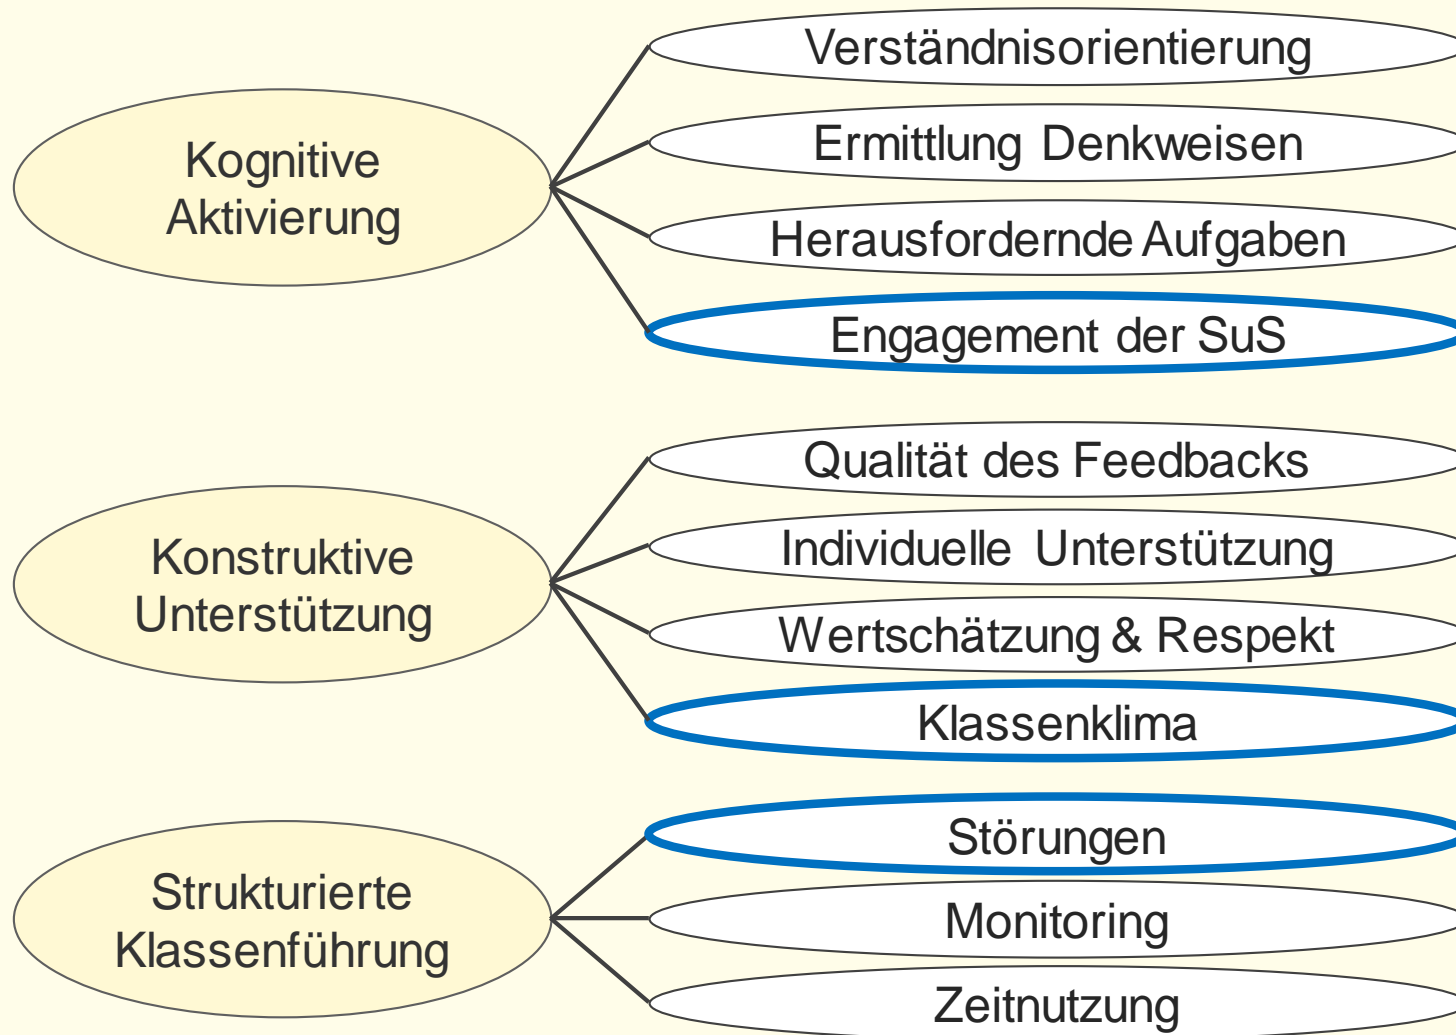 Kognitive
Aktivierung
Verständnisorientierung
Ermittlung Denkweisen
Herausfordernde Aufgaben
Engagement der SuS
Konstruktive
Unterstützung
Qualität des Feedbacks
Individuelle Unterstützung
Wertschätzung & Respekt
Klassenklima
Strukturierte
Klassenführung
Störungen
Monitoring
Zeitnutzung